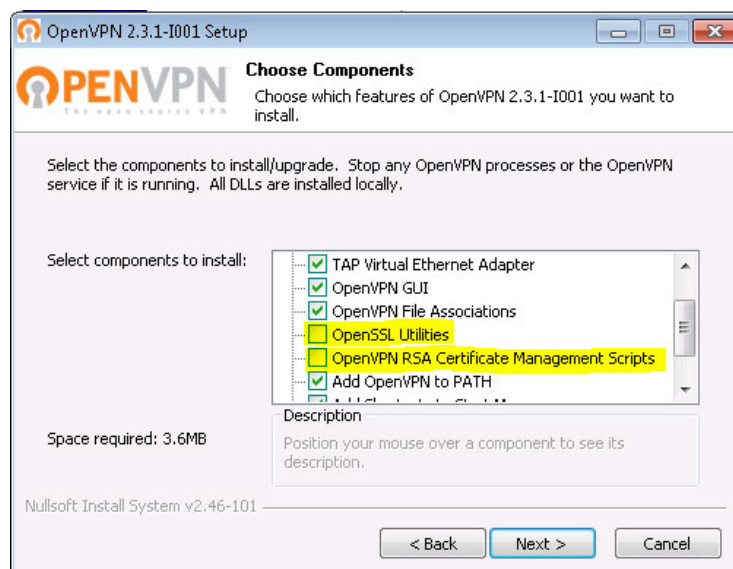 OpenVPN 2.3.1-I001 Setup
OPENVPN
The open source VPN
Choose Components
Choose which features of OpenVPN 2.3.1-I001 you want to
install.
Select the components to install/upgrade. Stop any OpenVPN processes or the OpenVPN
service if it is running. All DLLs are installed locally.
Select components to install:
TAP Virtual Ethernet Adapter
OpenVPN GUI
OpenVPN File Associations
OpenSSL Utilities
OpenVPN RSA Certificate Management Scripts
Add OpenVPN to PATH
Space required: 3.6MB
Description
Position your mouse over a component to see its
description.
Nullsoft Install System v2.46-101
< Back
Next >
Cancel